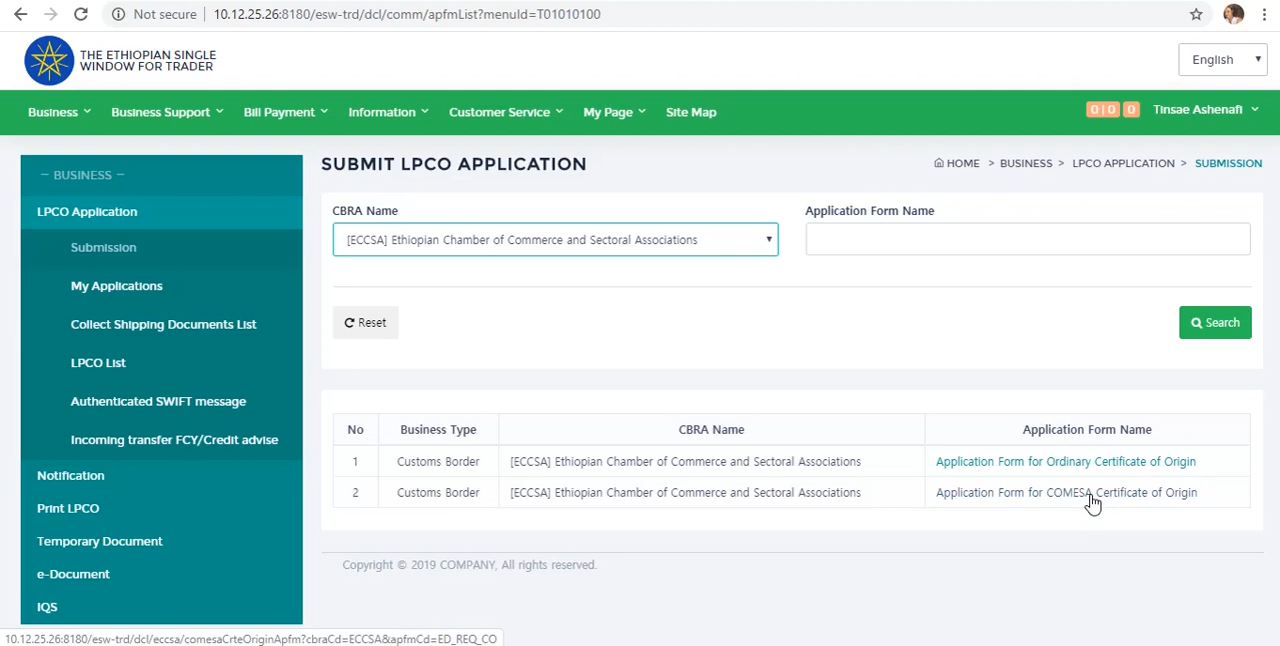 Not secure
10.12.25.26:8180/esw-trd/dcl/comm/apfmList?menuId=T01010100
THE ETHIOPIAN SINGLE
WINDOW FOR TRADER
English
Business
Business Support
Bill Payment
Information
Customer Service
My Page
Site Map
0 | 0
0
Tinsae Ashenafi
– BUSINESS –
LPCO Application
Submission
My Applications
Collect Shipping Documents List
LPCO List
Authenticated SWIFT message
Incoming transfer FCY/Credit advise
Notification
Print LPCO
Temporary Document
e-Document
IQS
SUBMIT LPCO APPLICATION
HOME > BUSINESS > LPCO APPLICATION > SUBMISSION
CBRA Name
Application Form Name
[ECCSA] Ethiopian Chamber of Commerce and Sectoral Associations
Reset
Search
No Business Type CBRA Name Application Form Name
1 Customs Border [ECCSA] Ethiopian Chamber of Commerce and Sectoral Associations Application Form for Ordinary Certificate of Origin
2 Customs Border [ECCSA] Ethiopian Chamber of Commerce and Sectoral Associations Application Form for COMESA Certificate of Origin
Copyright © 2019 COMPANY, All rights reserved.
10.12.25.26:8180/esw-trd/dcl/eccsa/comesaCrteOriginApfm?cbraCd=ECCSA&apfmCd=ED_REQ_CO